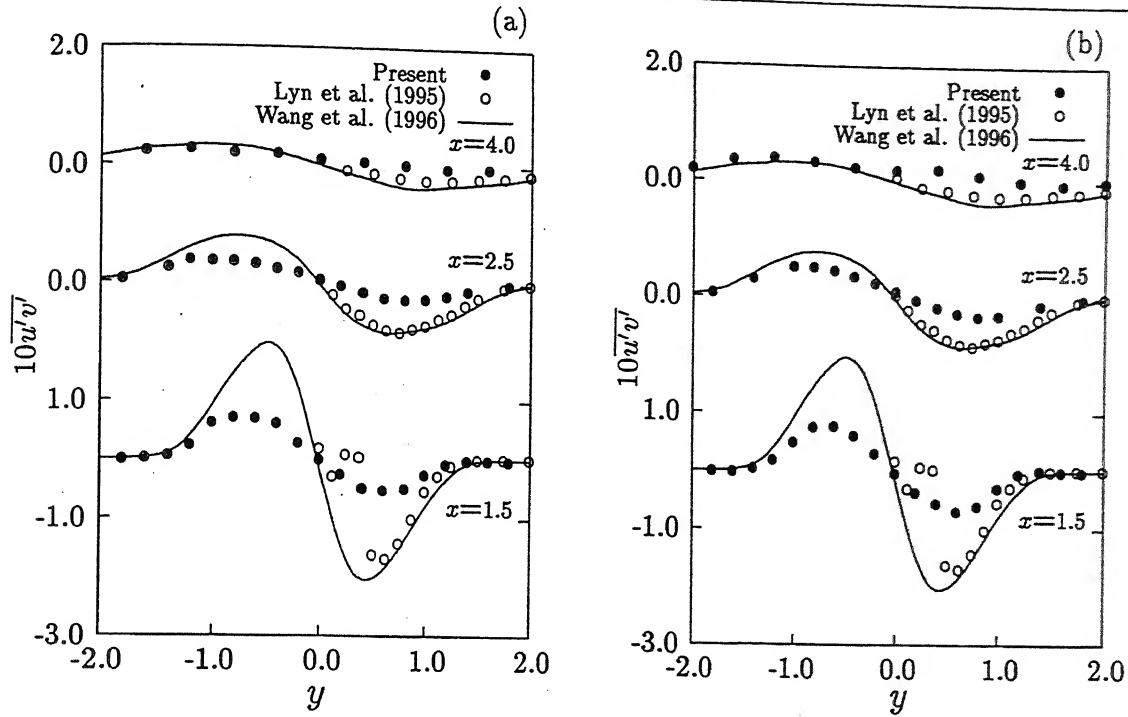 (a)
2.0
Present
Lyn et al. (1995)
Wang et al. (1996)
x=4.0
0.0
x=2.5
0.0
10u'v'
1.0
-1.0
x=1.5
-3.0
-2.0 -1.0 0.0 1.0 2.0
y
(b)
2.0
Present
Lyn et al. (1995)
Wang et al. (1996)
x=4.0
0.0
x=2.5
0.0
10u'v'
1.0
-1.0
x=1.5
-3.0
-2.0 -1.0 0.0 1.0 2.0
y